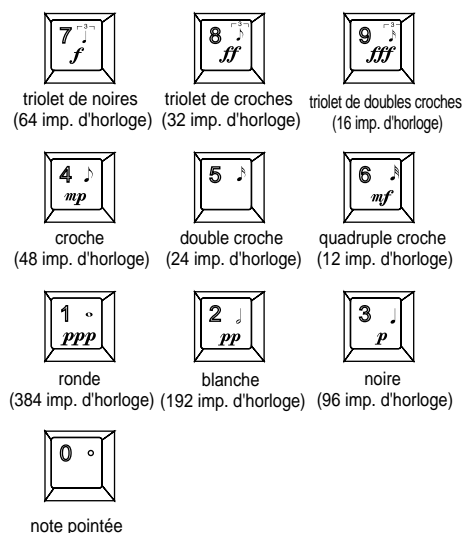 7 3 8 3 9 3
f ff fff
triolet de noires triolet de croches triolet de doubles croches
(64 imp. d'horloge) (32 imp. d'horloge) (16 imp. d'horloge)
4 5 6
mp mf
croche double croche quadruple croche
(48 imp. d'horloge) (24 imp. d'horloge) (12 imp. d'horloge)
1 2 3
ppp pp p
ronde blanche noire
(384 imp. d'horloge) (192 imp. d'horloge) (96 imp. d'horloge)
0
note pointée